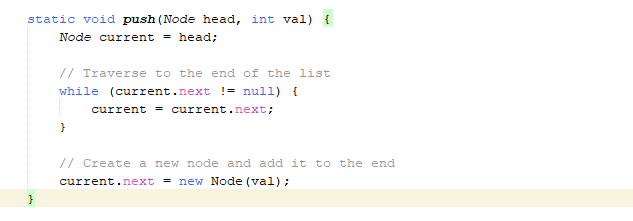 static void push(Node head, int val) {
Node current = head;
// Traverse to the end of the list
while (current.next != null) {
current = current.next;
}
// Create a new node and add it to the end
current.next = new Node(val);
}